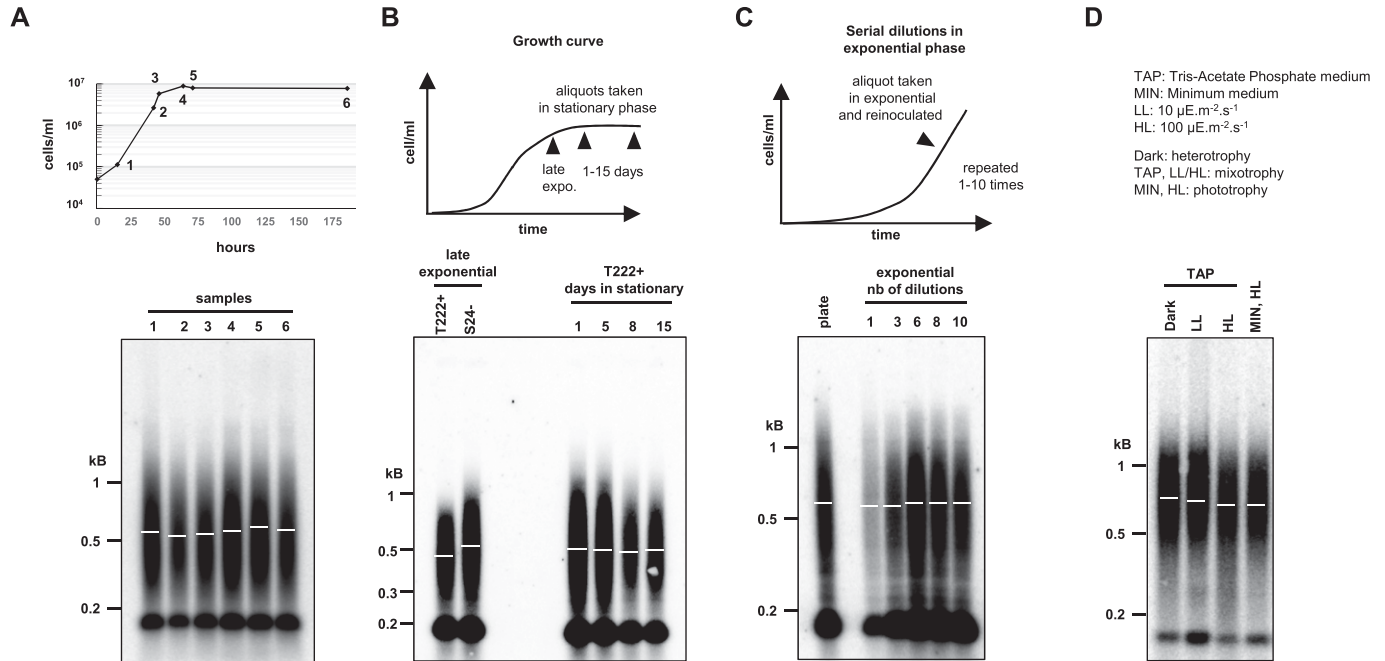 A
10⁷
10⁶
10⁵
10⁴
cells/ml
1
2
3
4
5
6
0 25 50 75 100 125 150 175
hours
samples
1 2 3 4 5 6
kB
1
0.5
0.2
B
Growth curve
aliquots taken
in stationary phase
cell/ml
late
expo.
1-15 days
time
late
exponential
T222+
S24-
T222+
days in stationary
1 5 8 15
kB
1
0.5
0.3
0.2
C
Serial dilutions in
exponential phase
aliquot taken
in exponential
and reinoculated
cells/ml
repeated
1-10 times
time
exponential
nb of dilutions
plate
1 3 6 8 10
kB
1
0.5
0.2
D
TAP: Tris-Acetate Phosphate medium
MIN: Minimum medium
LL: 10 µE.m⁻².s⁻¹
HL: 100 µE.m⁻².s⁻¹
Dark: heterotrophy
TAP, LL/HL: mixotrophy
MIN, HL: phototrophy
TAP
Dark
LL
HL
MIN, HL
kB
1
0.5
0.2